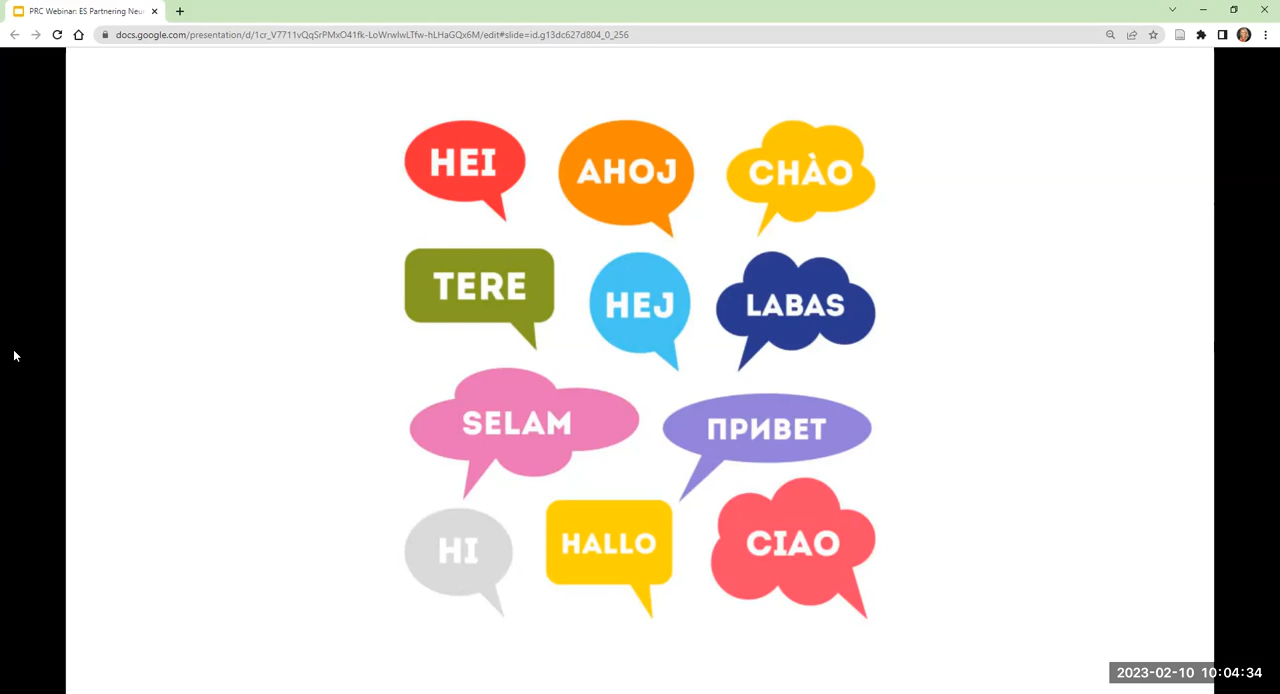 PRC Webinar: ES Partnering Neu
docs.google.com/presentation/d/1cr_V7711vQqSrPMxO41fk-LoWrwlwLTfw-hLHaGQx6M/edit#slide=id.g13dc627d804_0_256
HEI
AHOJ
CHÀO
TERE
HEJ
LABAS
SELAM
ПРИВЕТ
HI
HALLO
CIAO
2023-02-10 10:04:34